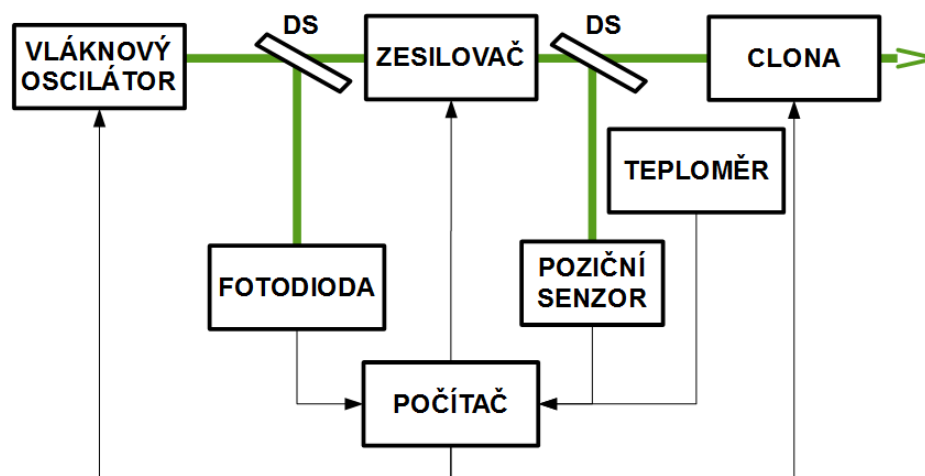 DS
DS
VLÁKNOVÝ
OSCILÁTOR
ZESILOVAČ
CLONA
TEPLOMĚR
FOTODIODA
POZIČNÍ
SENZOR
POČÍTAČ